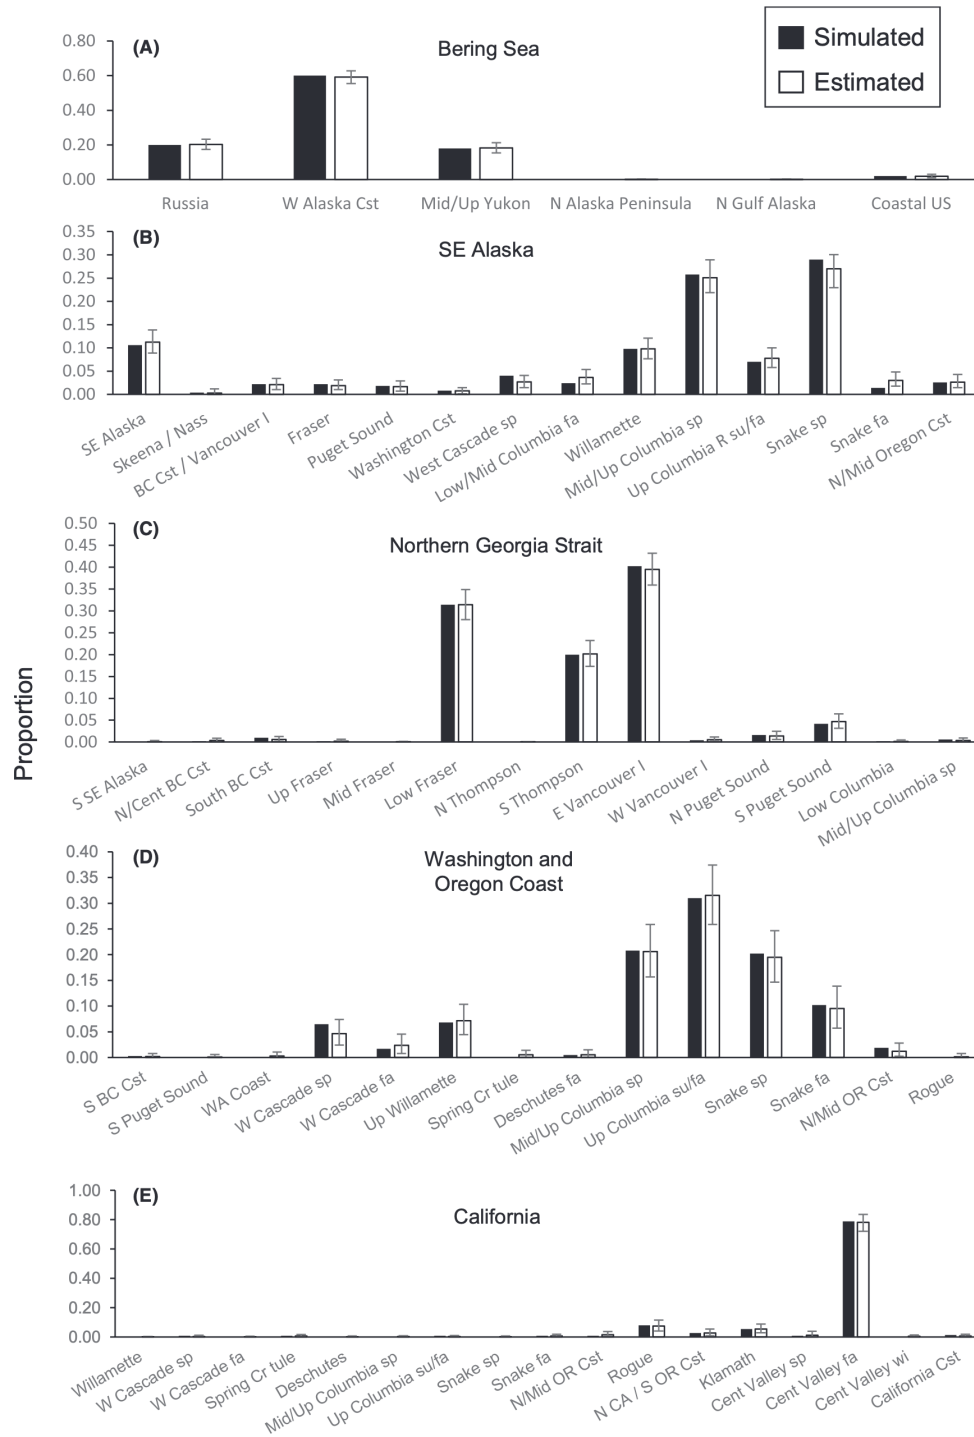 Simulated
Estimated
(A)
Bering Sea
0.80
0.60
0.40
0.20
0.00
Russia
W Alaska Cst
Mid/Up Yukon
N Alaska Peninsula
N Gulf Alaska
Coastal US
(B)
SE Alaska
0.35
0.30
0.25
0.20
0.15
0.10
0.05
0.00
SE Alaska
Skeena / Nass
BC Cst / Vancouver I
Fraser
Puget Sound
Washington Cst
West Cascade sp
Low/Mid Columbia fa
Willamette
Mid/Up Columbia sp
Up Columbia R su/fa
Snake sp
Snake fa
N/Mid Oregon Cst
(C)
Northern Georgia Strait
0.50
0.45
0.40
0.35
0.30
0.25
0.20
0.15
0.10
0.05
0.00
S SE Alaska
N/Cent BC Cst
South BC Cst
Up Fraser
Mid Fraser
Low Fraser
N Thompson
S Thompson
E Vancouver I
W Vancouver I
N Puget Sound
S Puget Sound
Low Columbia
Mid/Up Columbia sp
Proportion
(D)
Washington and
Oregon Coast
0.40
0.35
0.30
0.25
0.20
0.15
0.10
0.05
0.00
S BC Cst
S Puget Sound
WA Coast
W Cascade sp
W Cascade fa
Up Willamette
Spring Cr tule
Deschutes fa
Mid/Up Columbia sp
Up Columbia su/fa
Snake sp
Snake fa
N/Mid OR Cst
Rogue
(E)
California
1.00
0.80
0.60
0.40
0.20
0.00
Willamette
W Cascade sp
W Cascade fa
Spring Cr tule
Deschutes
Mid/Up Columbia sp
Up Columbia su/fa
Snake sp
Snake fa
N/Mid OR Cst
Rogue
N CA / S OR Cst
Klamath
Cent Valley sp
Cent Valley fa
Cent Valley wi
California Cst